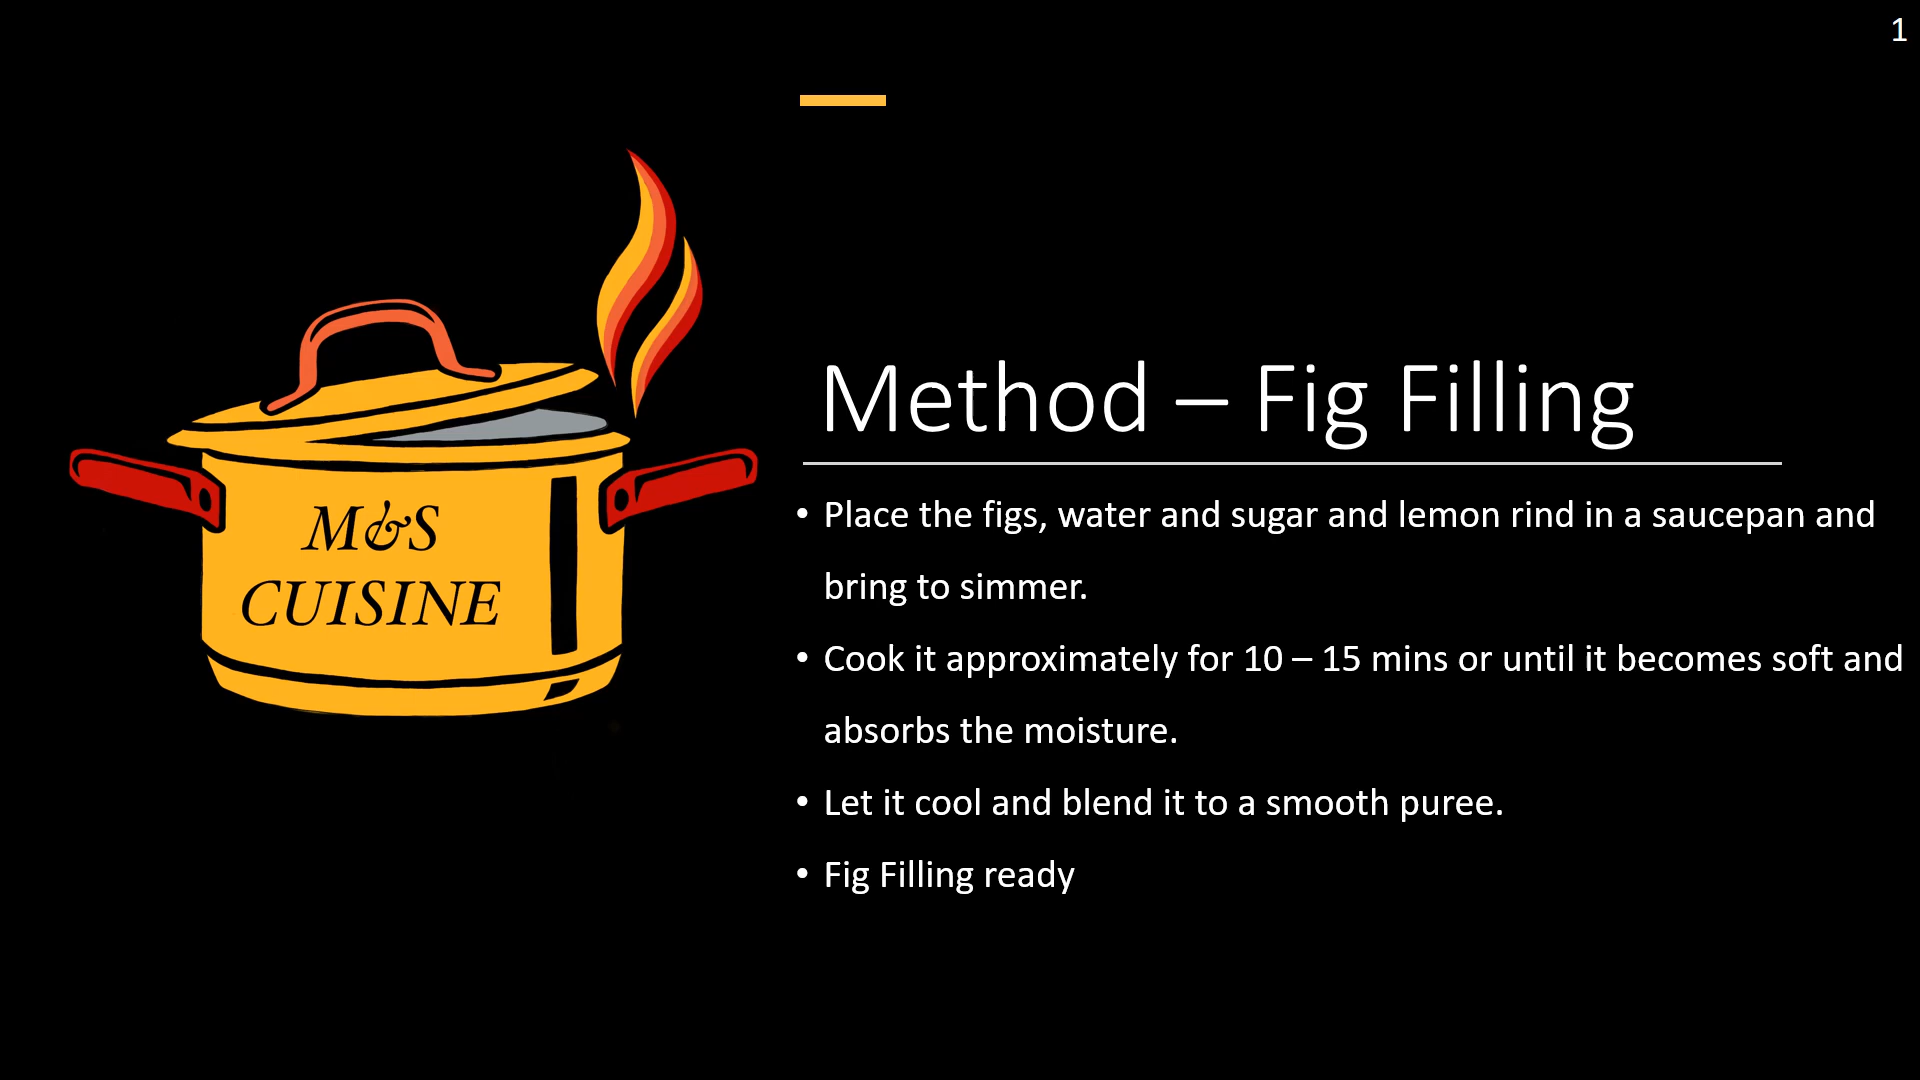 1
M&S
CUISINE
Method – Fig Filling
• Place the figs, water and sugar and lemon rind in a saucepan and
bring to simmer.
• Cook it approximately for 10 – 15 mins or until it becomes soft and
absorbs the moisture.
• Let it cool and blend it to a smooth puree.
• Fig Filling ready